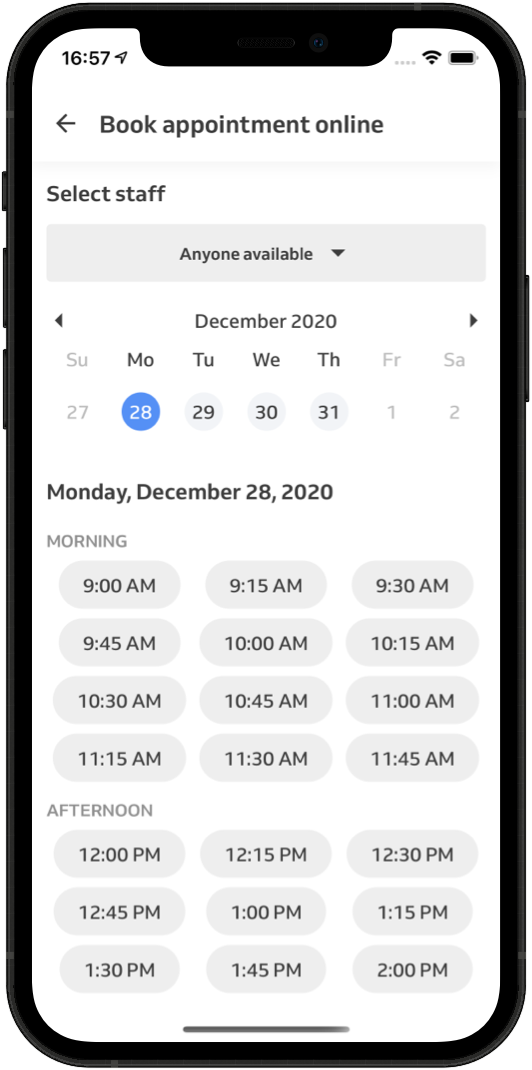 16:57
Book appointment online
Select staff
Anyone available
December 2020
Su Mo Tu We Th Fr Sa
27 28 29 30 31 1 2
Monday, December 28, 2020
MORNING
9:00 AM 9:15 AM 9:30 AM
9:45 AM 10:00 AM 10:15 AM
10:30 AM 10:45 AM 11:00 AM
11:15 AM 11:30 AM 11:45 AM
AFTERNOON
12:00 PM 12:15 PM 12:30 PM
12:45 PM 1:00 PM 1:15 PM
1:30 PM 1:45 PM 2:00 PM